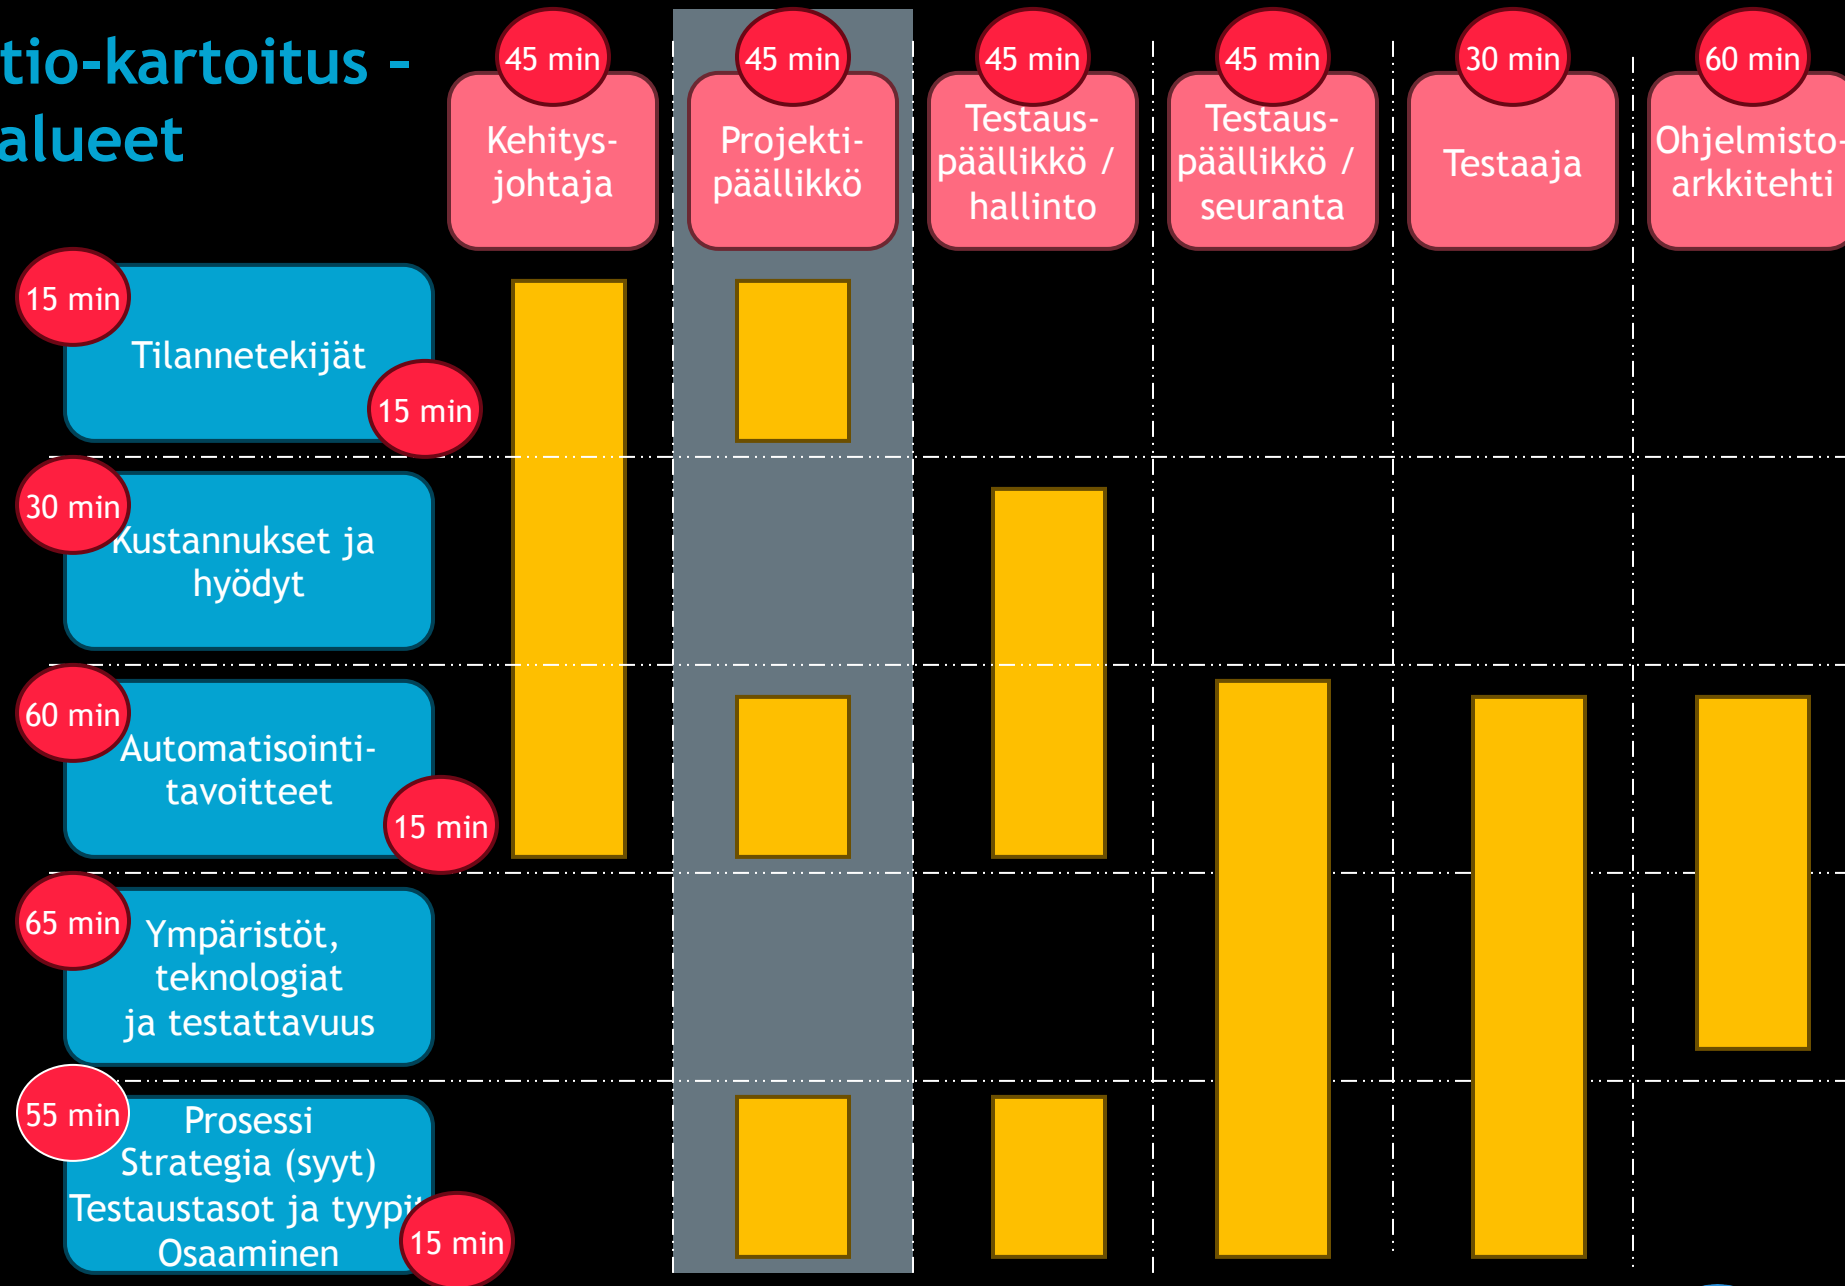 tio-kartoitus –
alueet
45 min
45 min
45 min
45 min
30 min
60 min
Kehitys-
johtaja
Projekti-
päällikkö
Testaus-
päällikkö /
hallinto
Testaus-
päällikkö /
seuranta
Testaaja
Ohjelmisto-
arkkitehti
15 min
Tilannetekijät
15 min
30 min
Kustannukset ja
hyödyt
60 min
Automatisointi-
tavoitteet
15 min
65 min
Ympäristöt,
teknologiat
ja testattavuus
55 min
Prosessi
Strategia (syyt)
Testaustasot ja tyypit
Osaaminen
15 min